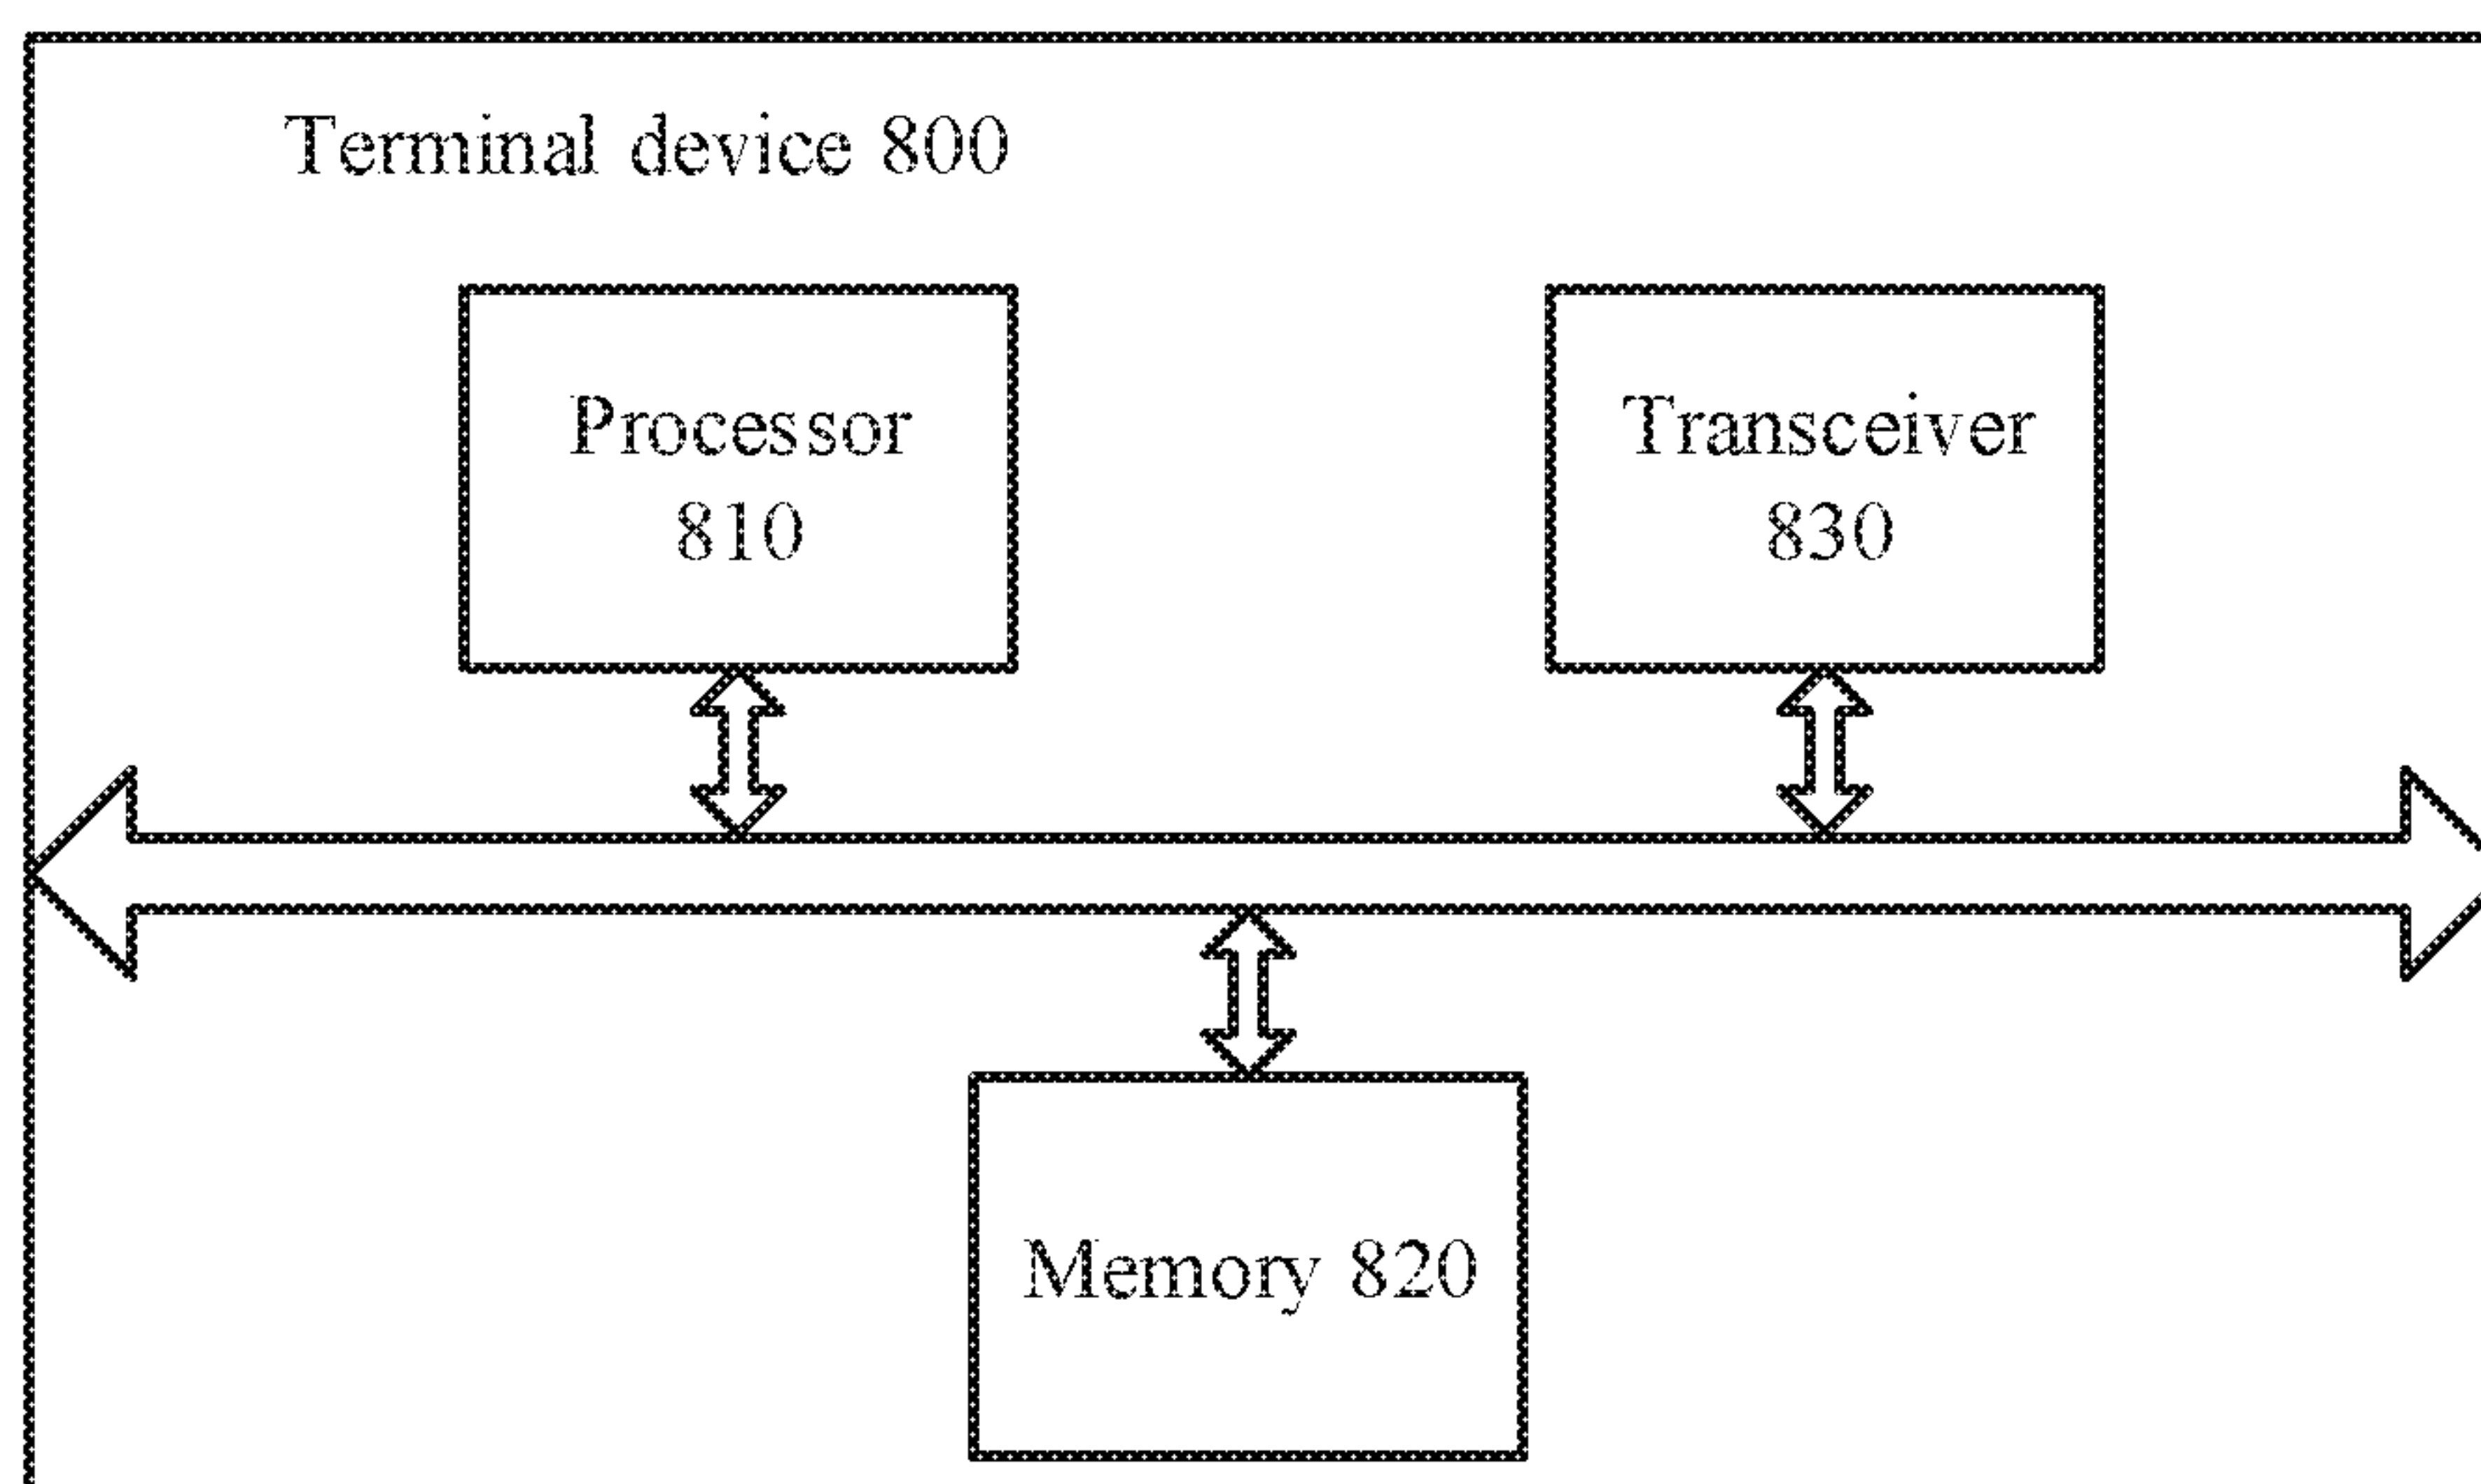 Terminal device 800
Processor
810
Transceiver
830
Memory 820